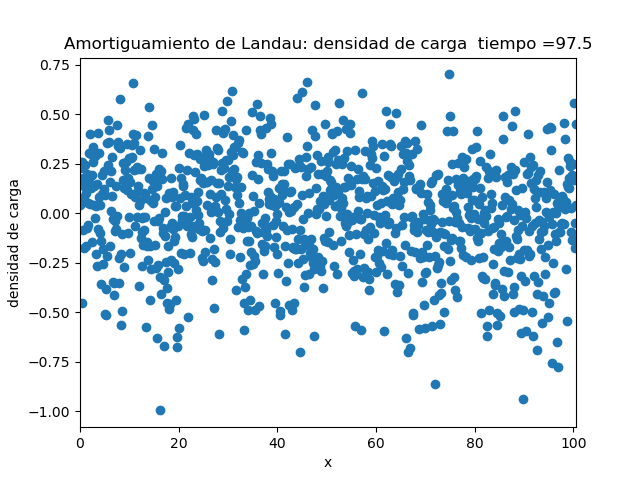 Amortiguamiento de Landau: densidad de carga  tiempo =97.5
densidad de carga
0.75
0.50
0.25
0.00
−0.25
−0.50
−0.75
−1.00
0 20 40 60 80 100
x